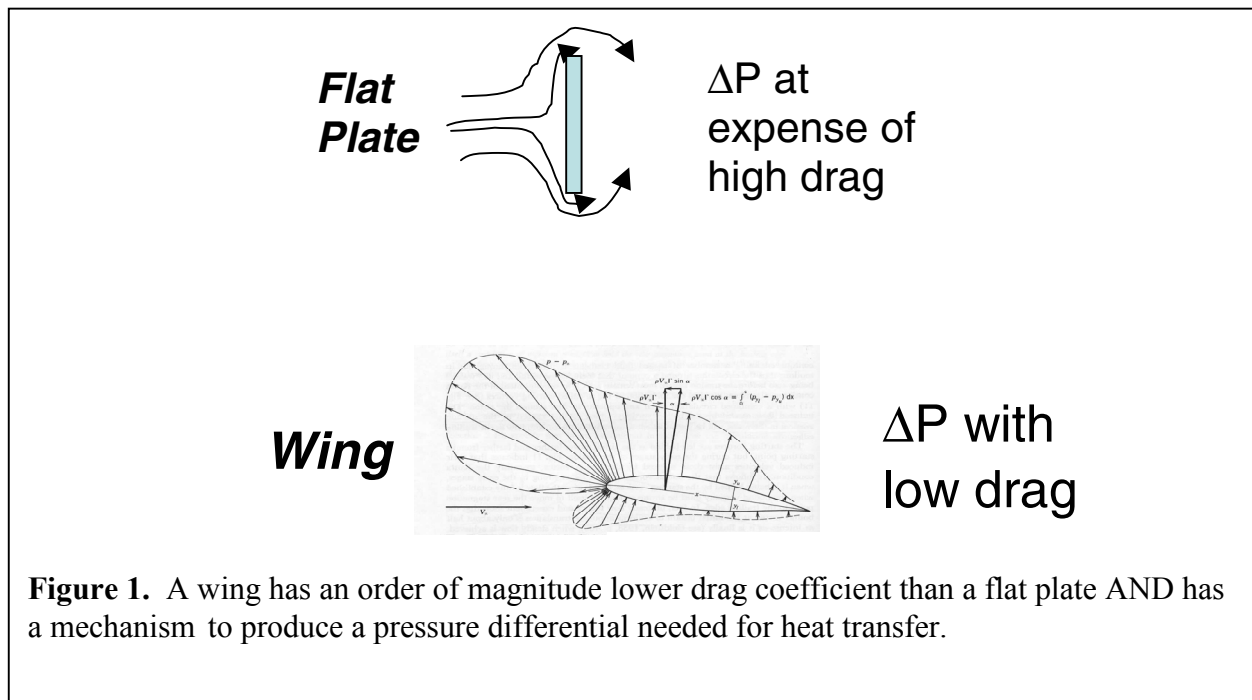 Flat
Plate
ΔP at
expense of
high drag
Wing
ΔP with
low drag
Figure 1. A wing has an order of magnitude lower drag coefficient than a flat plate AND has
a mechanism to produce a pressure differential needed for heat transfer.